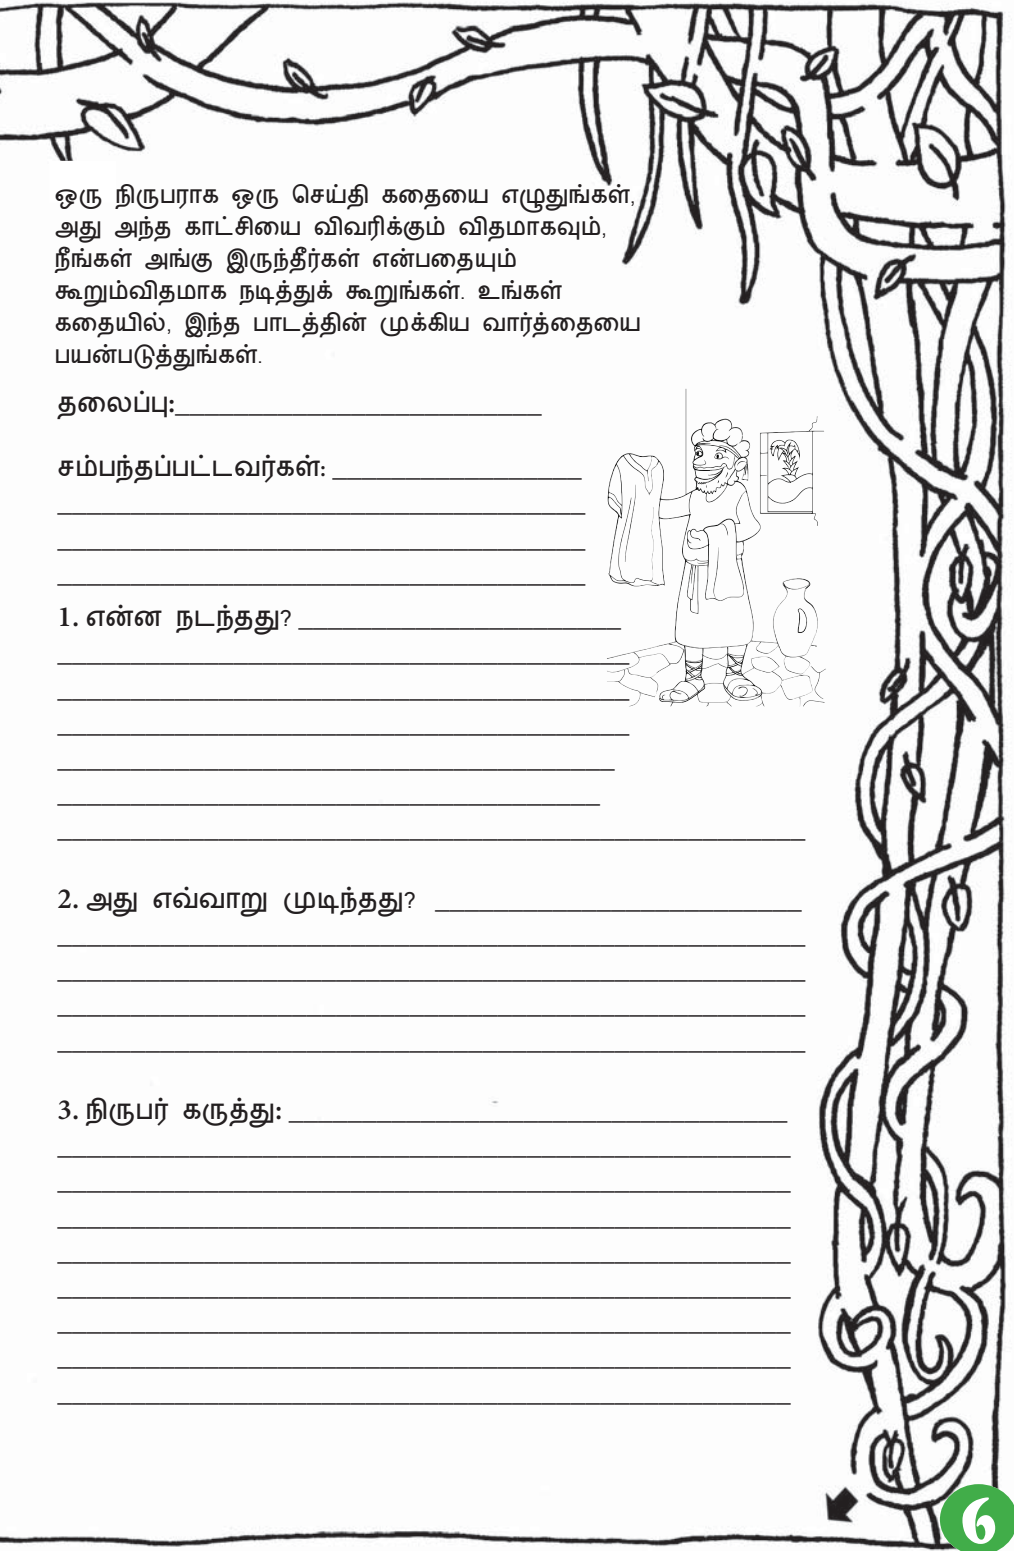 ஒரு நிருபராக ஒரு செய்தி கதையை எழுதுங்கள்,
அது அந்த காட்சியை விவரிக்கும் விதமாகவும்,
நீங்கள் அங்கு இருந்தீர்கள் என்பதையும்
கூறும்விதமாக நடித்துக் கூறுங்கள். உங்கள்
கதையில், இந்த பாடத்தின் முக்கிய வார்த்தையை
பயன்படுத்துங்கள்.
தலைப்பு:
சம்பந்தப்பட்டவர்கள்:
1. என்ன நடந்தது?
2. அது எவ்வாறு முடிந்தது?
3. நிருபர் கருத்து:
6